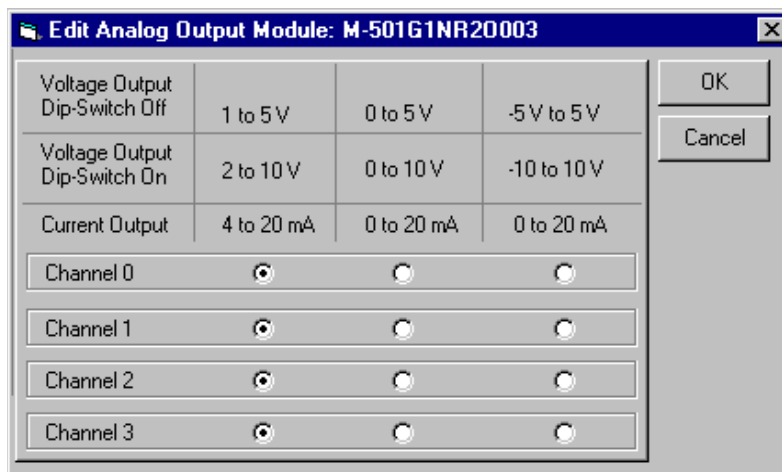 Edit Analog Output Module: M-501G1NR2O003
Voltage Output
Dip-Switch Off
1 to 5 V
0 to 5 V
-5 V to 5 V
OK
Cancel
Voltage Output
Dip-Switch On
2 to 10 V
0 to 10 V
-10 to 10 V
Current Output
4 to 20 mA
0 to 20 mA
0 to 20 mA
Channel 0
Channel 1
Channel 2
Channel 3